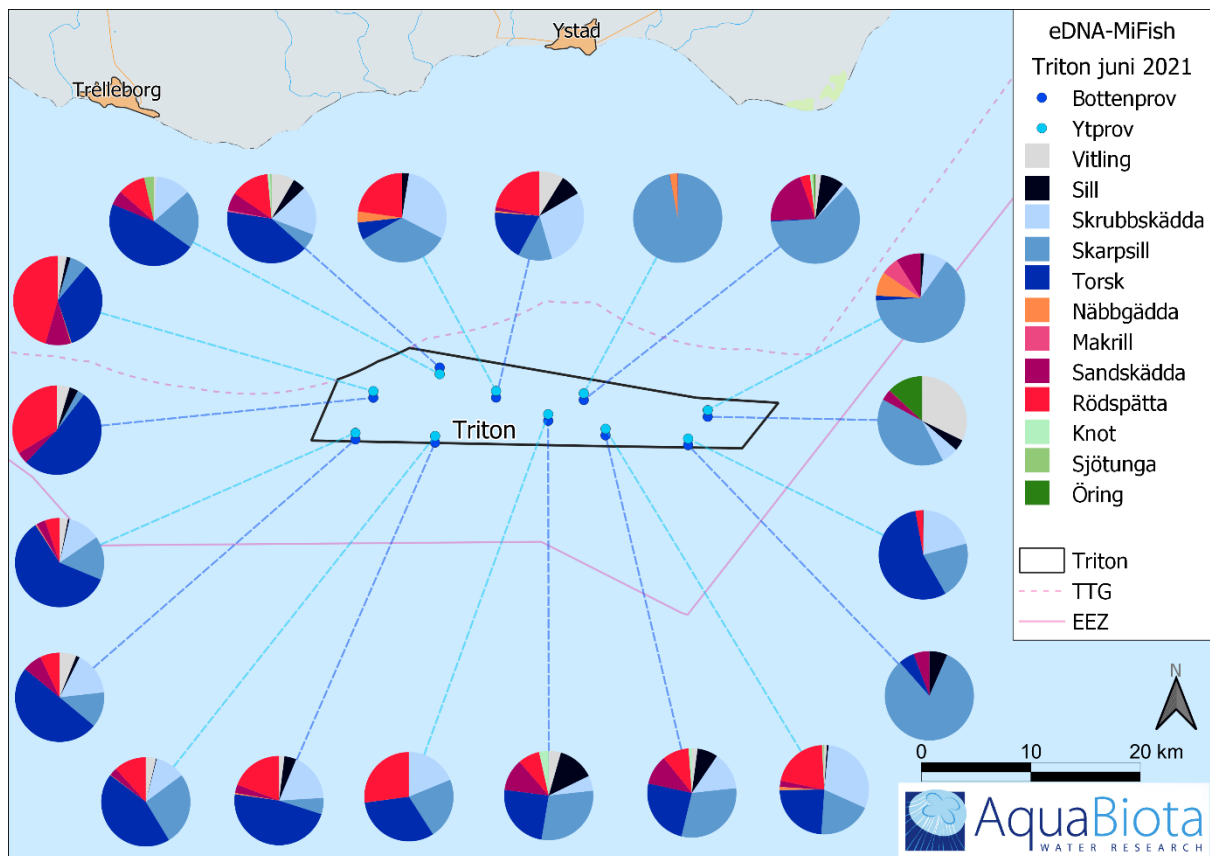 Ystad
Trelleborg
Triton
eDNA-MiFish
Triton juni 2021
Bottenprov
Ytprov
Vitling
Sill
Skrubbskädda
Skarpsill
Torsk
Näbbgädda
Makrill
Sandskädda
Rödspätta
Knot
Sjötunga
Öring
Triton
TTG
EEZ
N
0 10 20 km
AquaBiota
WATER RESEARCH